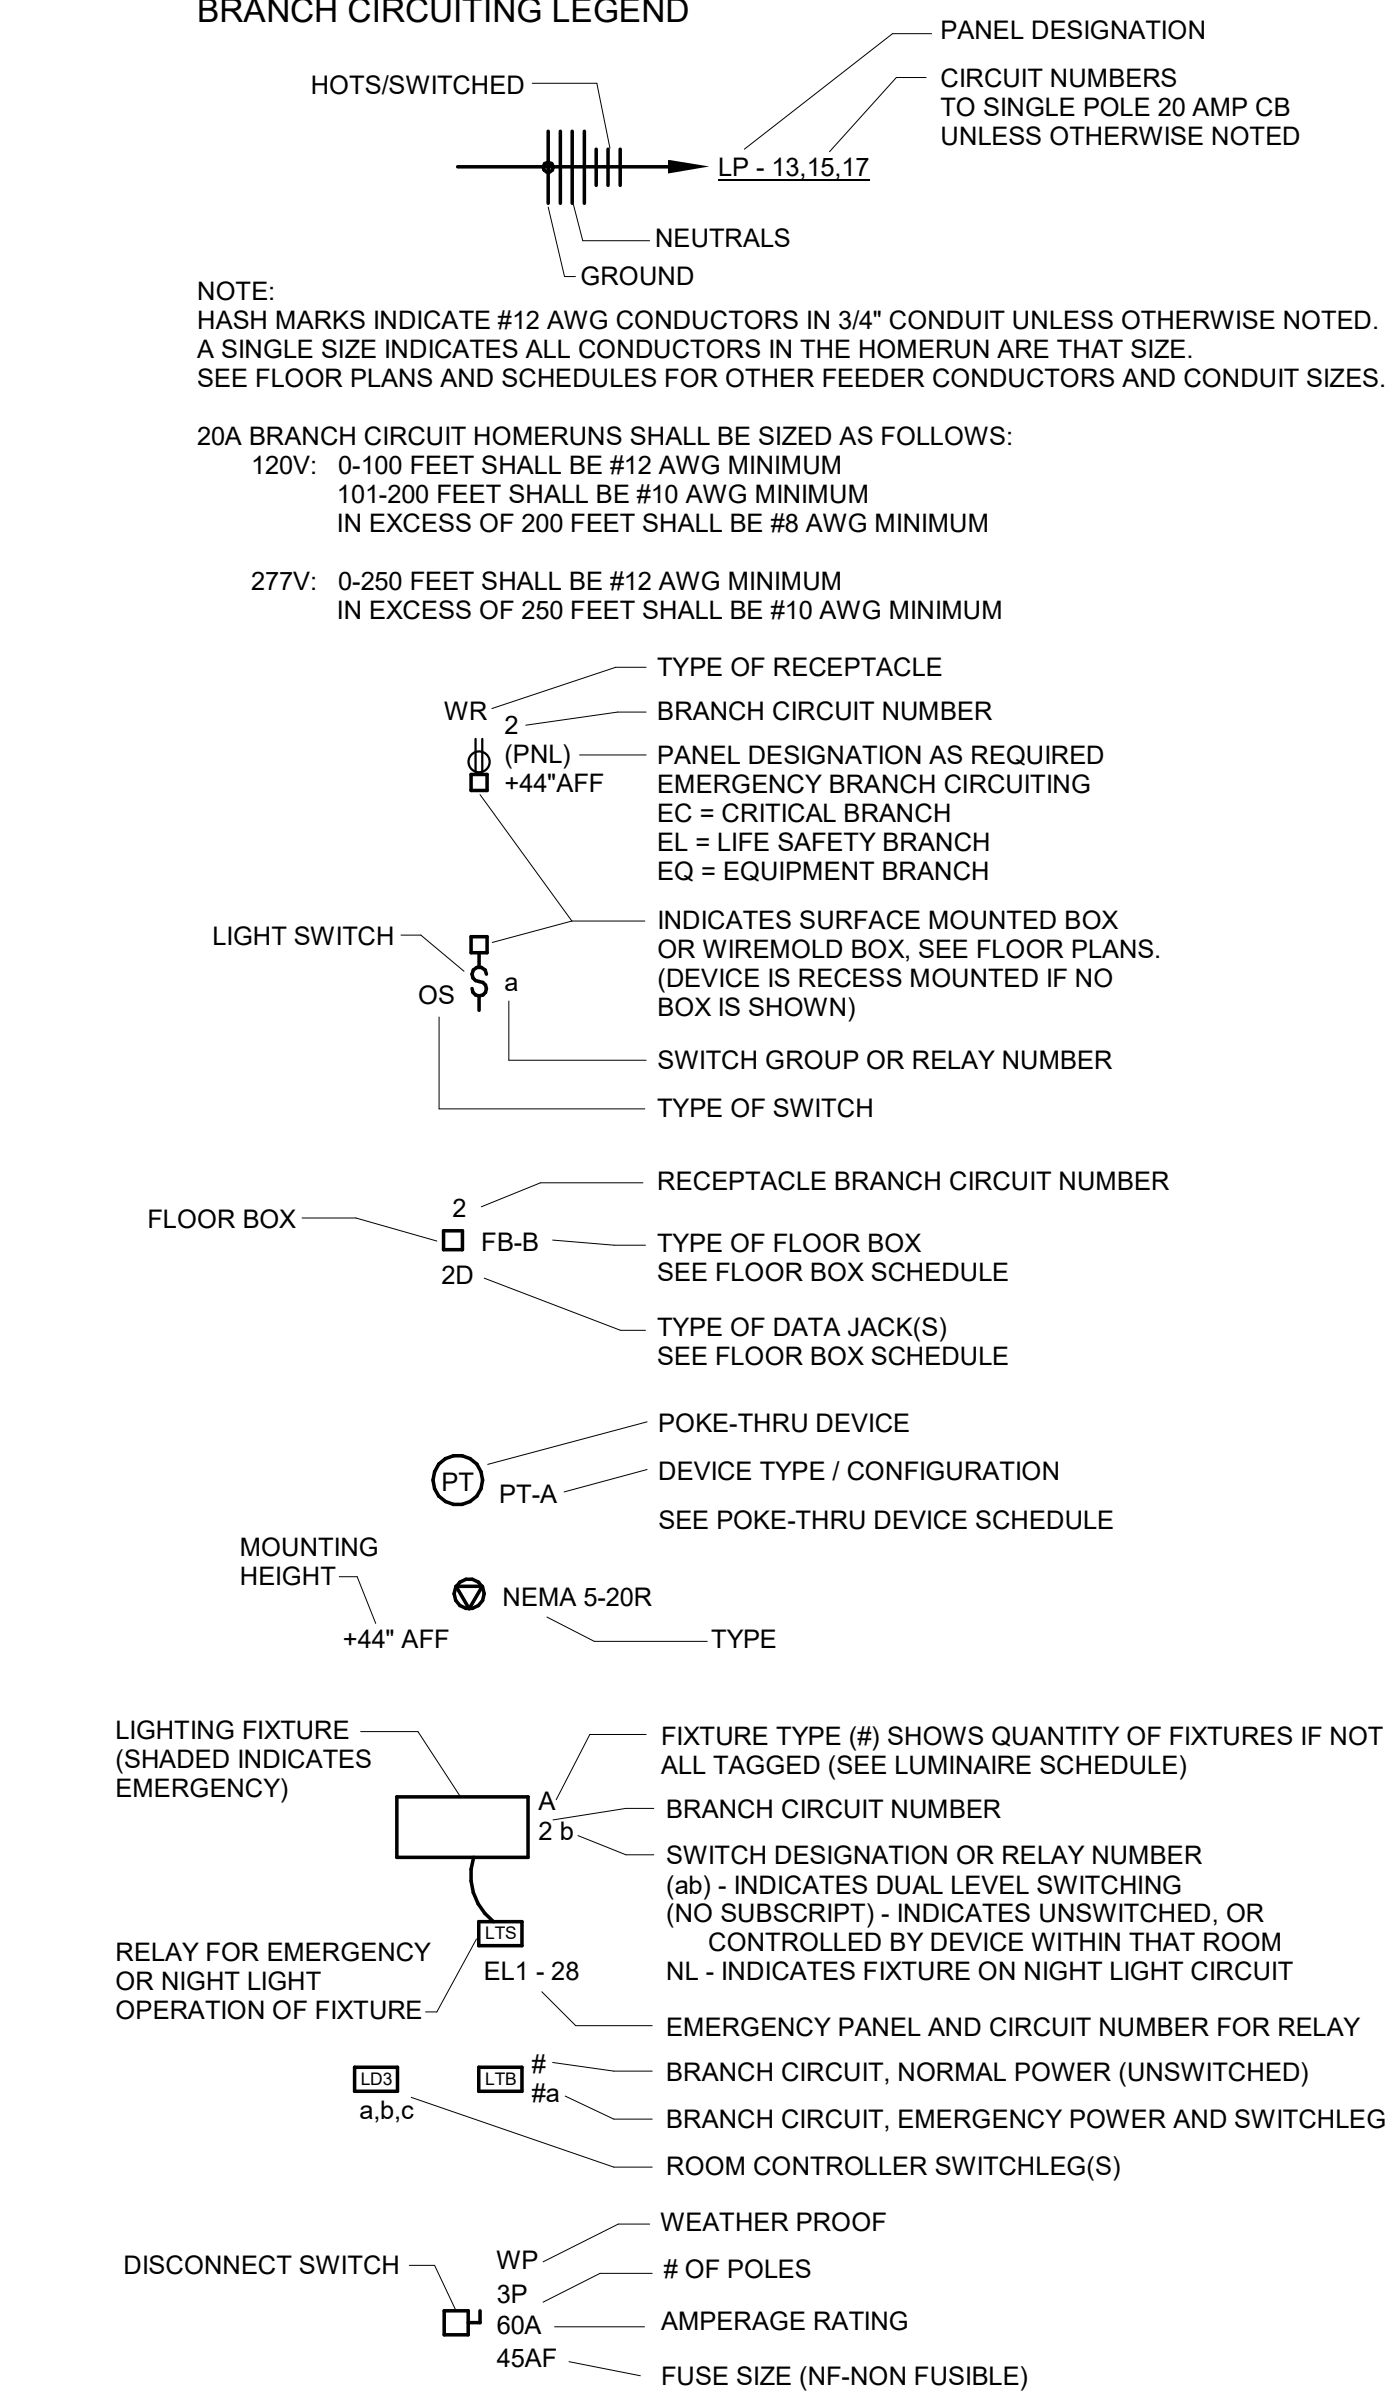 BRANCH CIRCUITING LEGEND
PANEL DESIGNATION
HOTS/SWITCHED
CIRCUIT NUMBERS
TO SINGLE POLE 20 AMP CB
UNLESS OTHERWISE NOTED
LP - 13,15,17
NEUTRALS
GROUND
NOTE:
HASH MARKS INDICATE #12 AWG CONDUCTORS IN 3/4" CONDUIT UNLESS OTHERWISE NOTED.
A SINGLE SIZE INDICATES ALL CONDUCTORS IN THE HOMERUN ARE THAT SIZE.
SEE FLOOR PLANS AND SCHEDULES FOR OTHER FEEDER CONDUCTORS AND CONDUIT SIZES.
20A BRANCH CIRCUIT HOMERUNS SHALL BE SIZED AS FOLLOWS:
120V: 0-100 FEET SHALL BE #12 AWG MINIMUM
101-200 FEET SHALL BE #10 AWG MINIMUM
IN EXCESS OF 200 FEET SHALL BE #8 AWG MINIMUM
277V: 0-250 FEET SHALL BE #12 AWG MINIMUM
IN EXCESS OF 250 FEET SHALL BE #10 AWG MINIMUM
TYPE OF RECEPTACLE
WR
2
BRANCH CIRCUIT NUMBER
(PNL)
+44"AFF
PANEL DESIGNATION AS REQUIRED
EMERGENCY BRANCH CIRCUITING
EC = CRITICAL BRANCH
EL = LIFE SAFETY BRANCH
EQ = EQUIPMENT BRANCH
LIGHT SWITCH
S
OS
a
INDICATES SURFACE MOUNTED BOX
OR WIREMOLD BOX, SEE FLOOR PLANS.
(DEVICE IS RECESS MOUNTED IF NO
BOX IS SHOWN)
SWITCH GROUP OR RELAY NUMBER
TYPE OF SWITCH
RECEPTACLE BRANCH CIRCUIT NUMBER
2
FLOOR BOX
FB-B
2D
TYPE OF FLOOR BOX
SEE FLOOR BOX SCHEDULE
TYPE OF DATA JACK(S)
SEE FLOOR BOX SCHEDULE
POKE-THRU DEVICE
PT
PT-A
DEVICE TYPE / CONFIGURATION
SEE POKE-THRU DEVICE SCHEDULE
MOUNTING
HEIGHT
NEMA 5-20R
+44" AFF
TYPE
LIGHTING FIXTURE
(SHADED INDICATES
EMERGENCY)
A
2 b
FIXTURE TYPE (#) SHOWS QUANTITY OF FIXTURES IF NOT
ALL TAGGED (SEE LUMINAIRE SCHEDULE)
BRANCH CIRCUIT NUMBER
SWITCH DESIGNATION OR RELAY NUMBER
(ab) - INDICATES DUAL LEVEL SWITCHING
(NO SUBSCRIPT) - INDICATES UNSWITCHED, OR
CONTROLLED BY DEVICE WITHIN THAT ROOM
NL - INDICATES FIXTURE ON NIGHT LIGHT CIRCUIT
LTS
RELAY FOR EMERGENCY
OR NIGHT LIGHT
OPERATION OF FIXTURE
EL1 - 28
EMERGENCY PANEL AND CIRCUIT NUMBER FOR RELAY
LD3
a,b,c
LTB
#
#a
BRANCH CIRCUIT, NORMAL POWER (UNSWITCHED)
BRANCH CIRCUIT, EMERGENCY POWER AND SWITCHLEG
ROOM CONTROLLER SWITCHLEG(S)
WEATHER PROOF
DISCONNECT SWITCH
WP
3P
60A
45AF
# OF POLES
AMPERAGE RATING
FUSE SIZE (NF-NON FUSIBLE)